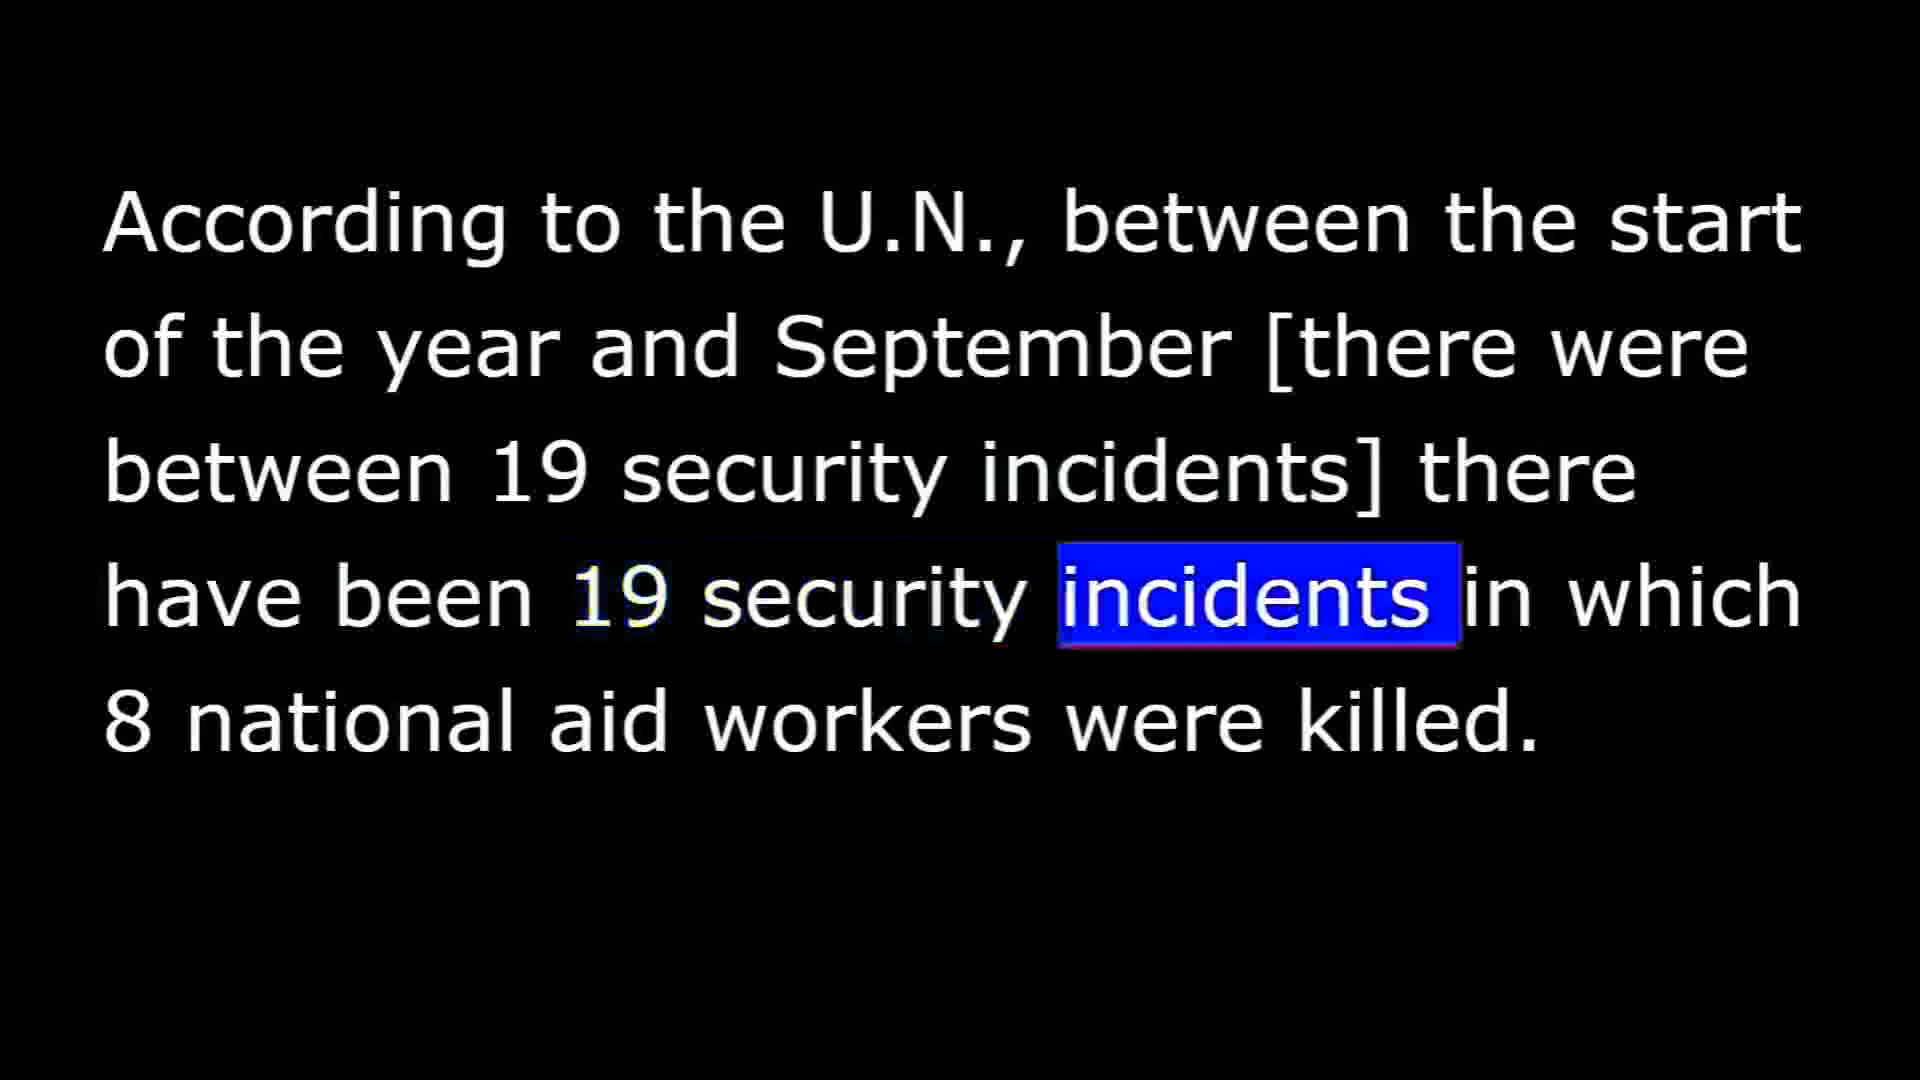 According to the U.N., between the start
of the year and September [there were
between 19 security incidents] there
have been 19 security incidents in which
8 national aid workers were killed.